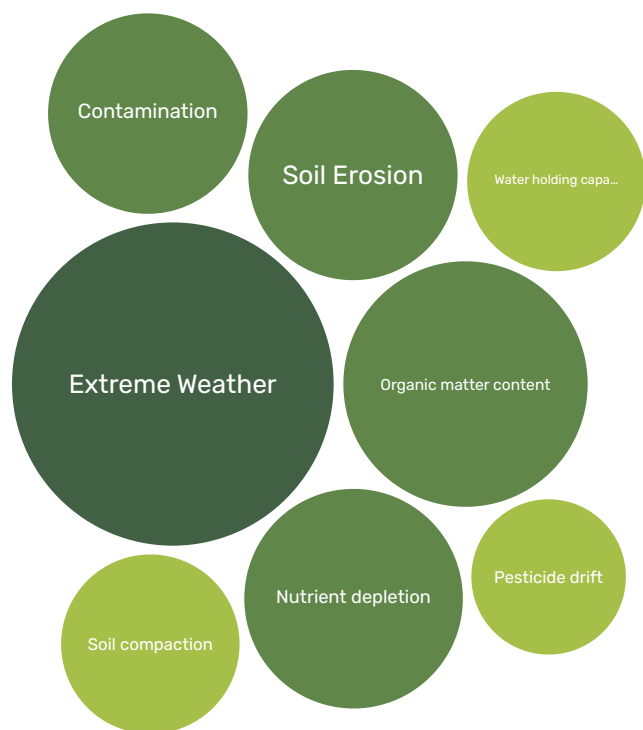 Contamination
Soil Erosion
Water holding capa…
Extreme Weather
Organic matter content
Pesticide drift
Nutrient depletion
Soil compaction